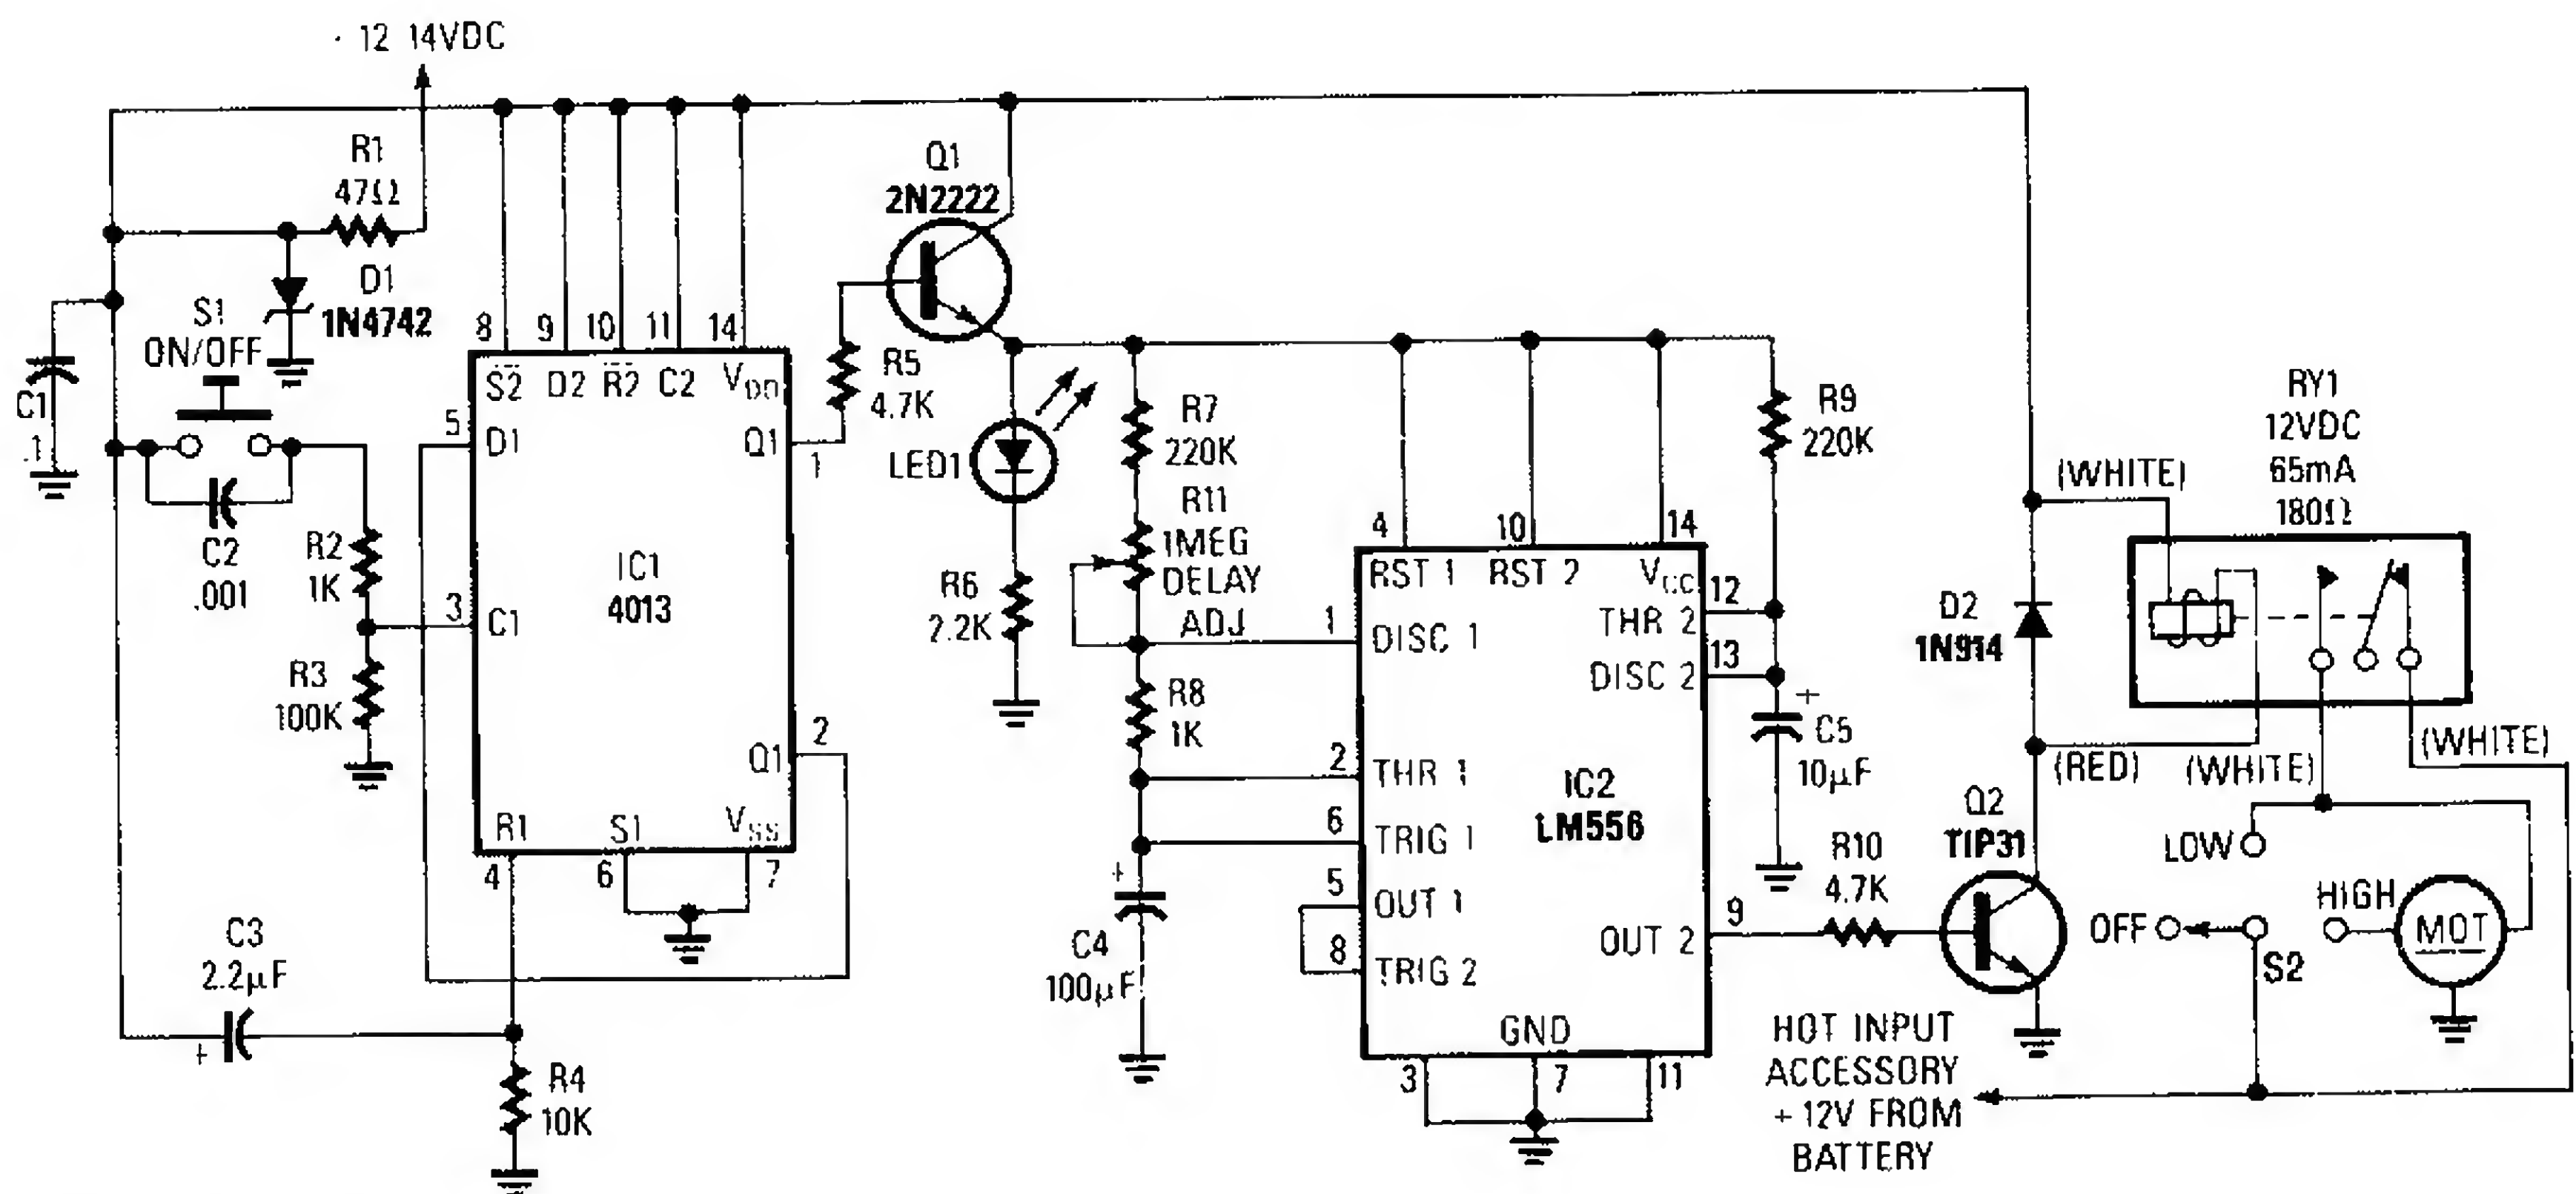 · 12 14VDC
R1
47Ω
D1
1N4742
S1
ON/OFF
C1
.1
C2
.001
R2
1K
R3
100K
C3
2.2µF
R4
10K
8
9
10
11
14
S2
D2
R2
C2
VDD
5
D1
Q1
1
3
C1
IC1
4013
2
Q1
R1
S1
VSS
4
6
7
Q1
2N2222
R5
4.7K
LED1
R6
2.2K
R7
220K
R11
1MEG
DELAY
ADJ
R8
1K
C4
100µF
+
4
10
14
RST 1
RST 2
VCC
12
THR 2
13
DISC 2
1
DISC 1
2
THR 1
6
TRIG 1
5
OUT 1
8
TRIG 2
IC2
LM556
9
OUT 2
GND
3
7
11
R9
220K
+
C5
10µF
R10
4.7K
Q2
TIP31
D2
1N914
RY1
12VDC
65mA
180Ω
(WHITE)
(RED)
(WHITE)
(WHITE)
LOW
HIGH
OFF
S2
MOT
HOT INPUT
ACCESSORY
+ 12V FROM
BATTERY
+